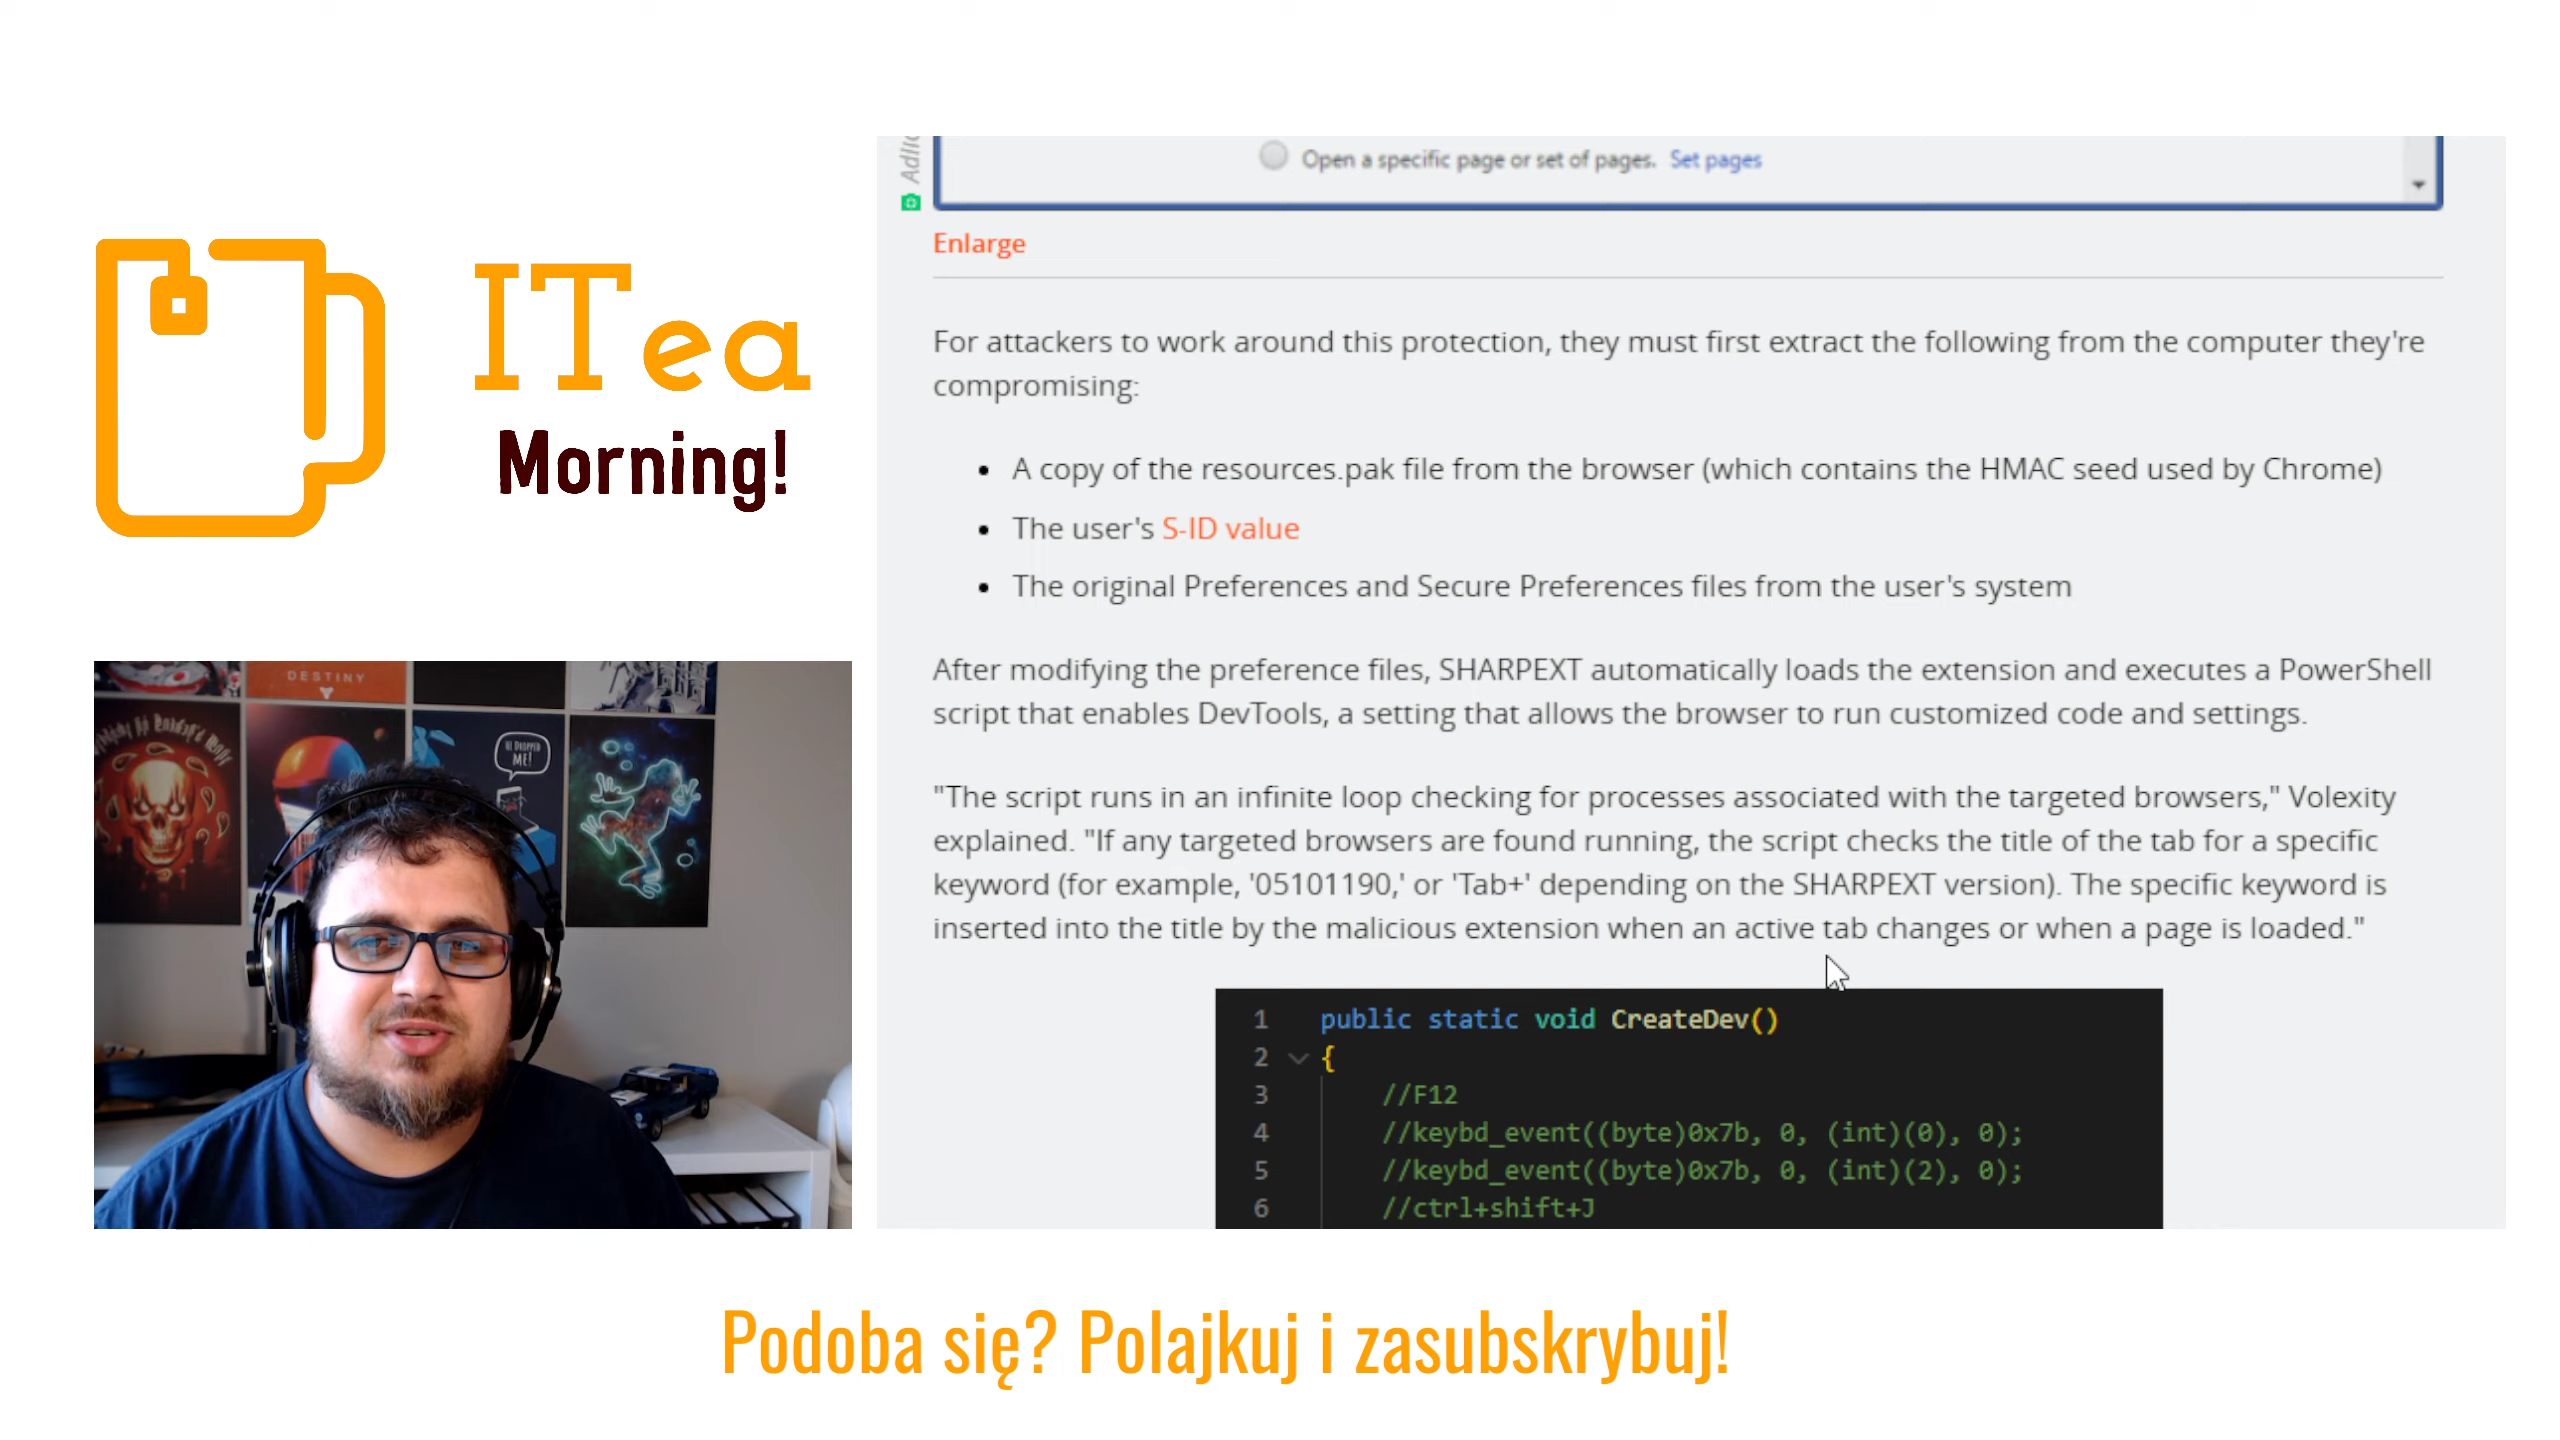 ITea
Morning!
Open a specific page or set of pages. Set pages
Enlarge
For attackers to work around this protection, they must first extract the following from the computer they're
compromising:
• A copy of the resources.pak file from the browser (which contains the HMAC seed used by Chrome)
• The user's S-ID value
• The original Preferences and Secure Preferences files from the user's system
After modifying the preference files, SHARPEXT automatically loads the extension and executes a PowerShell
script that enables DevTools, a setting that allows the browser to run customized code and settings.
"The script runs in an infinite loop checking for processes associated with the targeted browsers," Volexity
explained. "If any targeted browsers are found running, the script checks the title of the tab for a specific
keyword (for example, '05101190,' or 'Tab+' depending on the SHARPEXT version). The specific keyword is
inserted into the title by the malicious extension when an active tab changes or when a page is loaded."
1 public static void CreateDev()
2 {
3 //F12
4 //keybd_event((byte)0x7b, 0, (int)(0), 0);
5 //keybd_event((byte)0x7b, 0, (int)(2), 0);
6 //ctrl+shift+J
DESTINY
ME!
Podoba się? Polajkuj i zasubskrybuj!